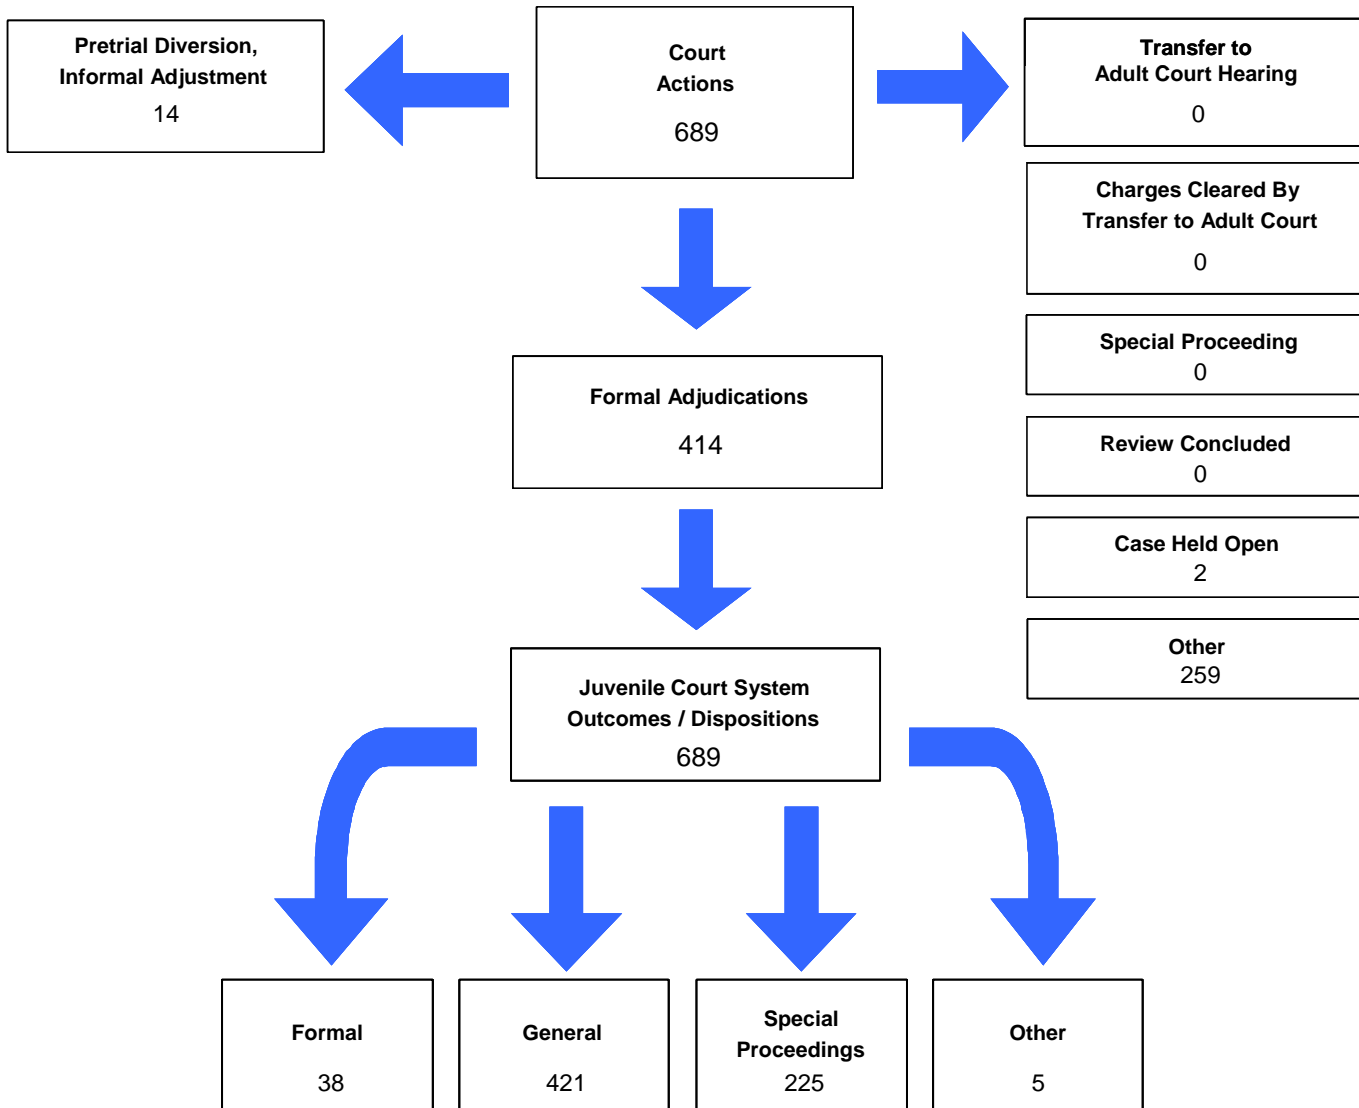 Pretrial Diversion,
Informal Adjustment
14
Court
Actions
689
Transfer to
Adult Court Hearing
0
Charges Cleared By
Transfer to Adult Court
0
Special Proceeding
0
Review Concluded
0
Case Held Open
2
Other
259
Formal Adjudications
414
Juvenile Court System
Outcomes / Dispositions
689
Formal
38
General
421
Special
Proceedings
225
Other
5